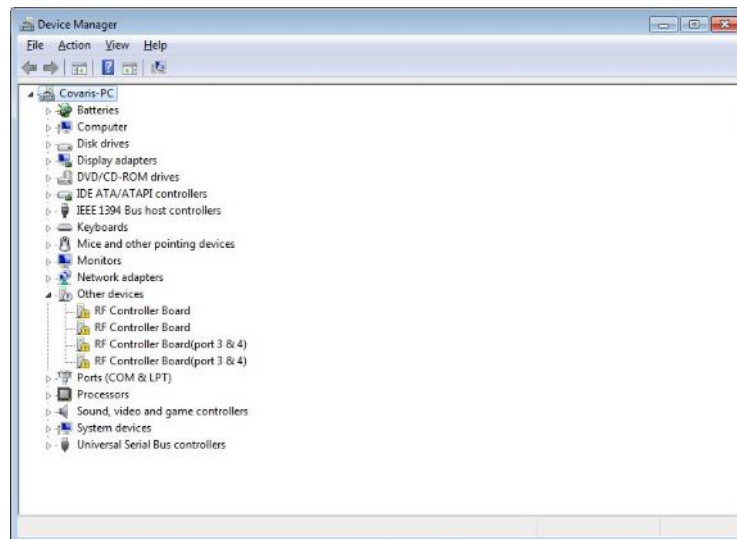 Device Manager
File Action View Help
Covaris-PC
Batteries
Computer
Disk drives
Display adapters
DVD/CD-ROM drives
IDE ATA/ATAPI controllers
IEEE 1394 Bus host controllers
Keyboards
Mice and other pointing devices
Monitors
Network adapters
Other devices
RF Controller Board
RF Controller Board
RF Controller Board(port 3 & 4)
RF Controller Board(port 3 & 4)
Ports (COM & LPT)
Processors
Sound, video and game controllers
System devices
Universal Serial Bus controllers